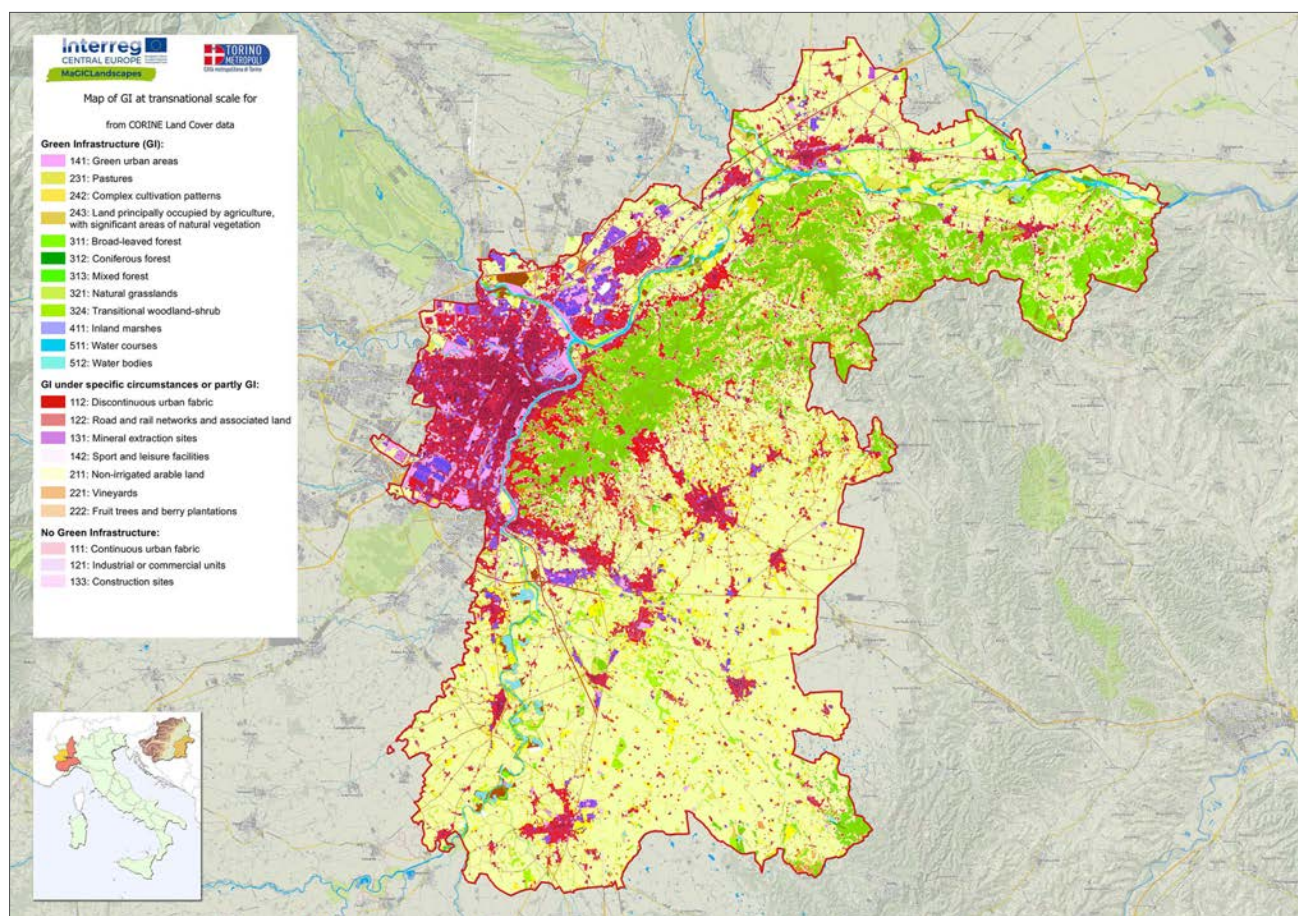 Interreg
CENTRAL EUROPE
MaGICLandscapes
TORINO
METROPOLI
Città metropolitana di Torino
Map of GI at transnational scale for
from CORINE Land Cover data
Green Infrastructure (GI):
141: Green urban areas
231: Pastures
242: Complex cultivation patterns
243: Land principally occupied by agriculture,
with significant areas of natural vegetation
311: Broad-leaved forest
312: Coniferous forest
313: Mixed forest
321: Natural grasslands
324: Transitional woodland-shrub
411: Inland marshes
511: Water courses
512: Water bodies
GI under specific circumstances or partly GI:
112: Discontinuous urban fabric
122: Road and rail networks and associated land
131: Mineral extraction sites
142: Sport and leisure facilities
211: Non-irrigated arable land
221: Vineyards
222: Fruit trees and berry plantations
No Green Infrastructure:
111: Continuous urban fabric
121: Industrial or commercial units
133: Construction sites